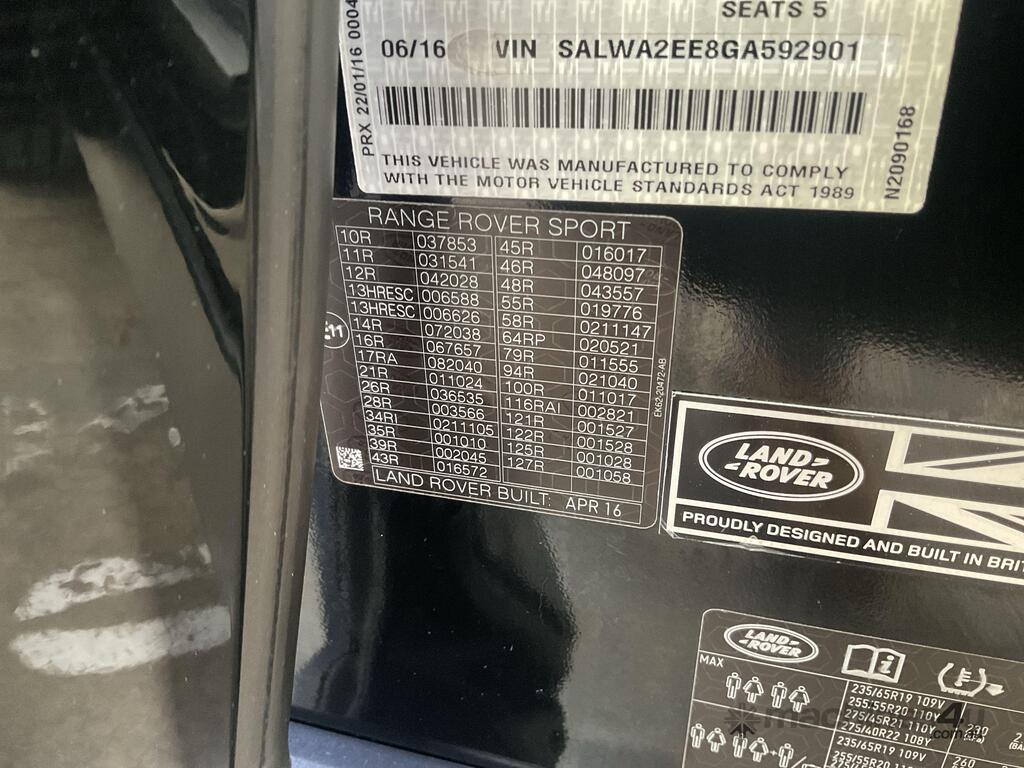 SEATS 5
06/16 VIN SALWA2EE8GA592901
PRX 22/01/16 0004
N2090168
THIS VEHICLE WAS MANUFACTURED TO COMPLY
WITH THE MOTOR VEHICLE STANDARDS ACT 1989
RANGE ROVER SPORT
10R 037853 45R 016017
11R 031541 46R 048097
12R 042028 48R 043557
13HRESC 006588 55R 019776
13HRESC 006626 58R 0211147
14R 072038 64RP 020521
16R 067657 79R 011555
17RA 082040 94R 021040
21R 011024 100R 011017
26R 036535 116RAI 002821
28R 003566 121R 001527
34RI 0211105 122R 001528
35R 001010 125R 001028
39R 002045 127R 001058
43R 016572
LAND ROVER BUILT: APR 16
EK62-20472-AB
LAND
ROVER
PROUDLY DESIGNED AND BUILT IN
LAND
ROVER
MAX
235/65R19 109V
255/55R20 110Y
275/45R21 110Y
275/40R22 108Y
235/65R19 109V
260